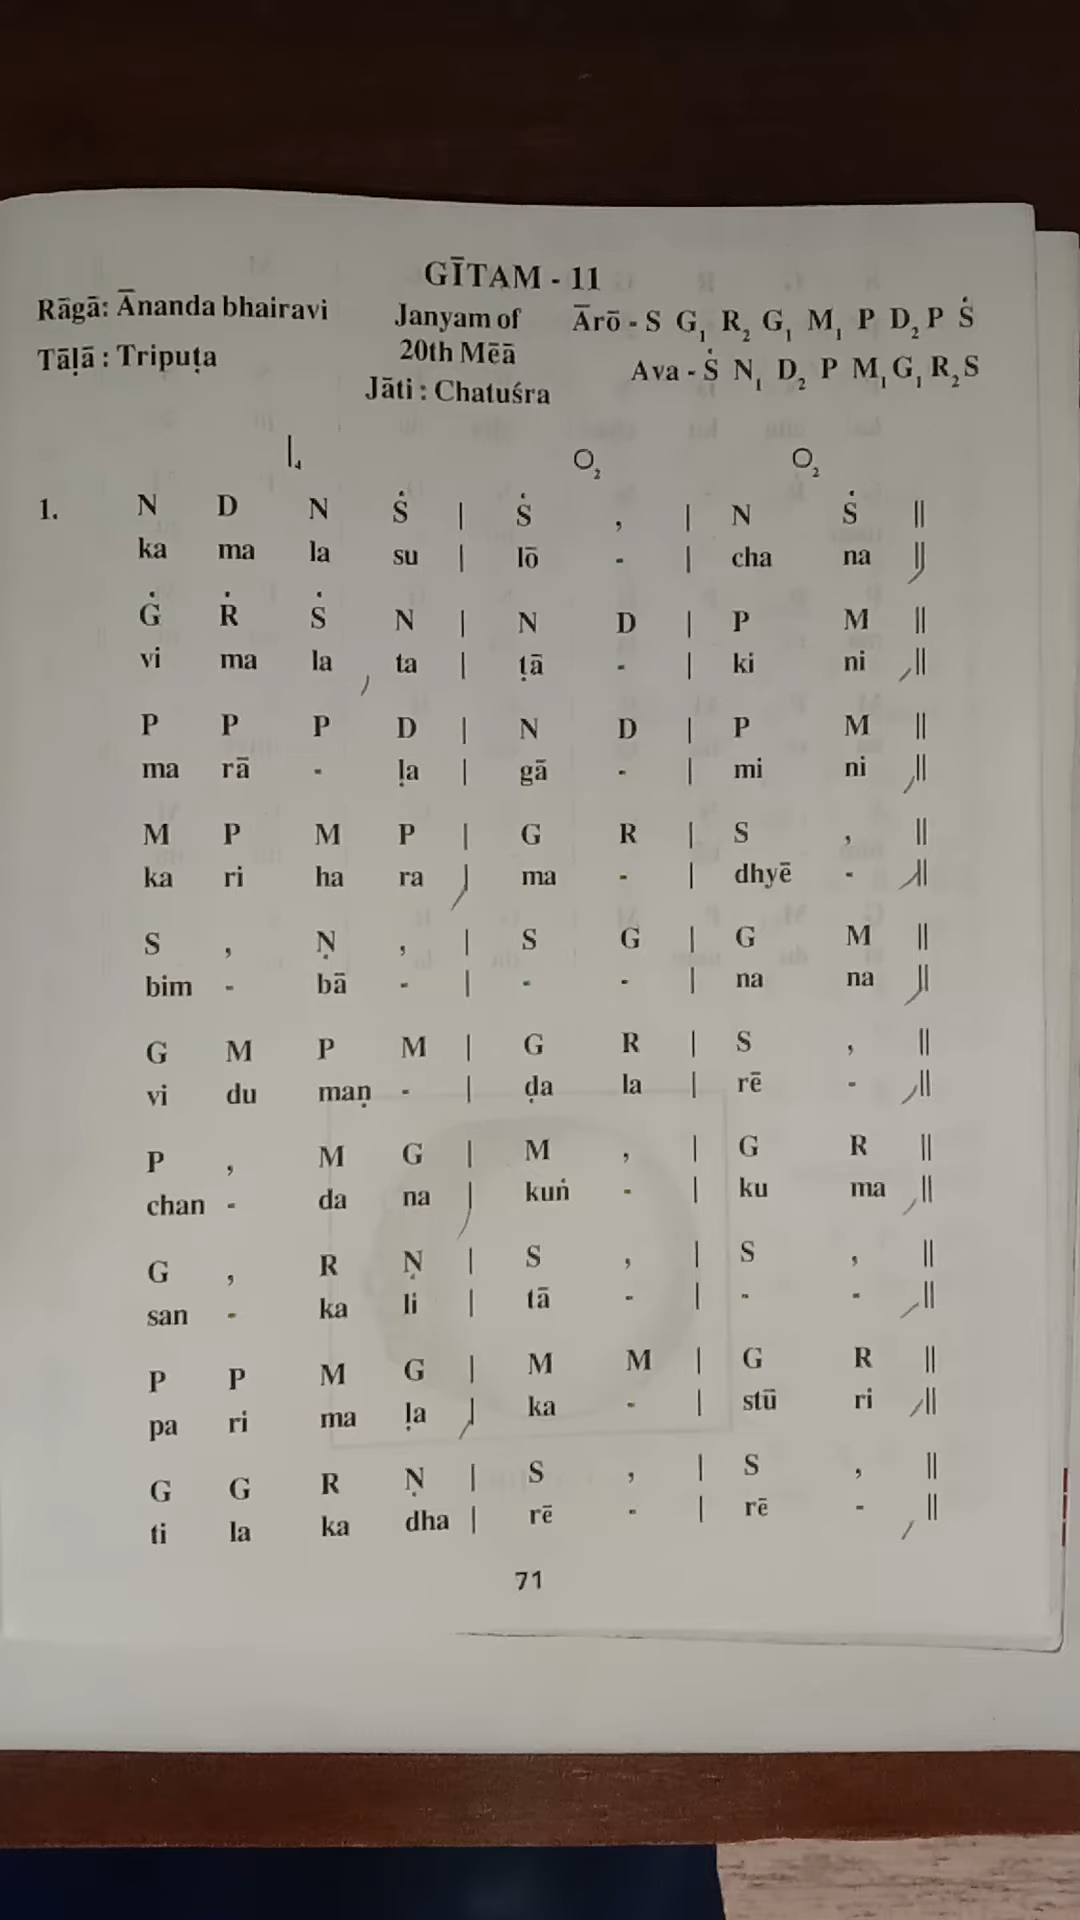 GĪTAM - 11
Rāgā: Ānanda bhairavi Janyam of Ārō - S G₁ R₂ G₁ M₁ P D₂ P Ṡ
Tāḷā : Tripuṭa 20th Mēā Ava - Ṡ N₁ D₂ P M₁ G₁ R₂ S
Jāti : Chatuśra
|₄ O₂ O₂
1. N D N Ṡ | Ṡ , | N Ṡ ||
ka ma la su | lō - | cha na ||
Ġ Ṙ Ṡ N | N D | P M ||
vi ma la , ta | ṭā - | ki ni ||
P P P D | N D | P M ||
ma rā - ḷa | gā - | mi ni ||
M P M P | G R | S , ||
ka ri ha ra | ma - | dhyē - ||
S , Ṇ , | S G | G M ||
bim - bā - | - - | na na ||
G M P M | G R | S , ||
vi du maṇ - | ḍa la | rē - ||
P , M G | M , | G R ||
chan - da na | kuṅ - | ku ma ||
G , R Ṇ | S , | S , ||
san - ka li | tā - | - - ||
P P M G | M M | G R ||
pa ri ma ḷa | ka - | stū ri ||
G G R Ṇ | S , | S , ||
ti la ka dha | rē - | rē - ||
71